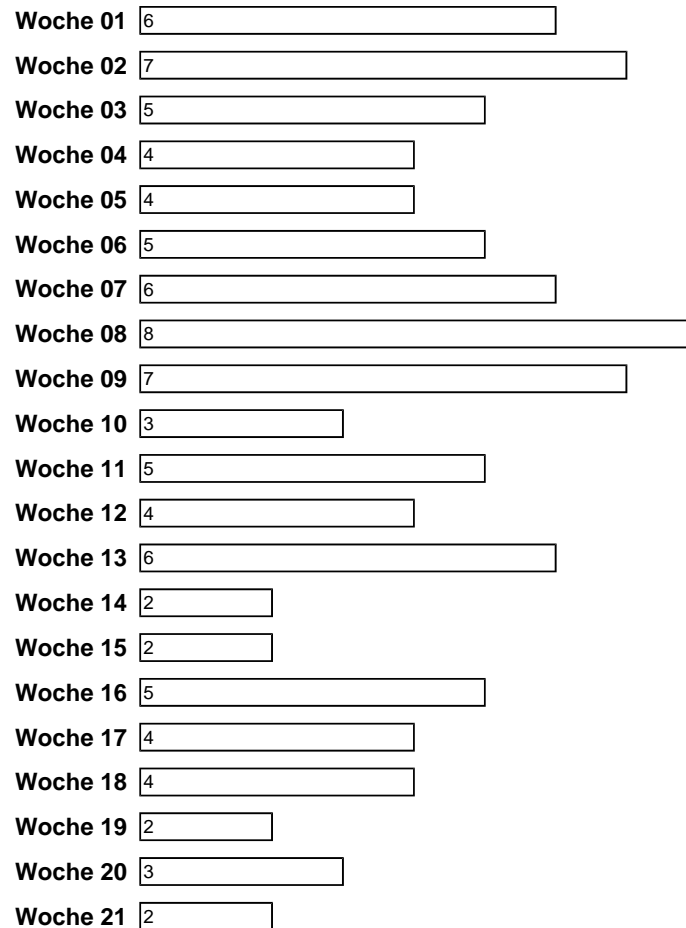 Woche 01 6
Woche 02 7
Woche 03 5
Woche 04 4
Woche 05 4
Woche 06 5
Woche 07 6
Woche 08 8
Woche 09 7
Woche 10 3
Woche 11 5
Woche 12 4
Woche 13 6
Woche 14 2
Woche 15 2
Woche 16 5
Woche 17 4
Woche 18 4
Woche 19 2
Woche 20 3
Woche 21 2